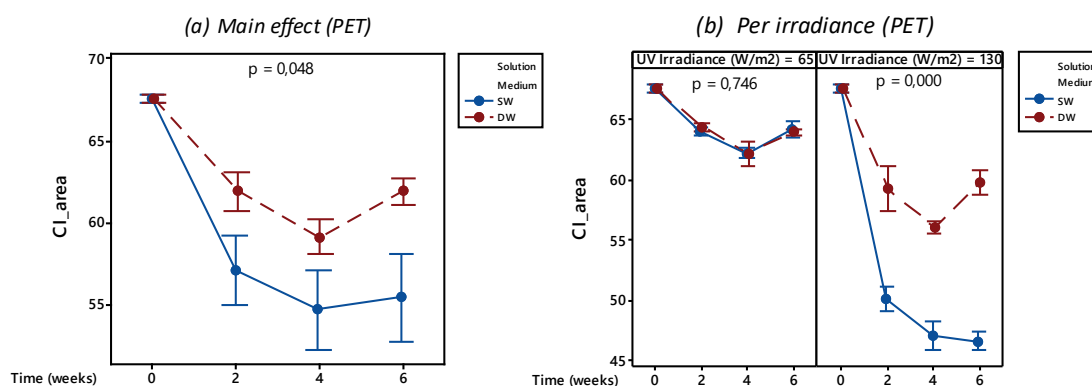 (a) Main effect (PET)
70
65
60
55
CI_area
p = 0,048
Time (weeks)
0 2 4 6
Solution
Medium
SW
DW
(b) Per irradiance (PET)
UV Irradiance (W/m2) = 65
UV Irradiance (W/m2) = 130
p = 0,746
p = 0,000
65
60
55
50
45
CI_area
Time (weeks)
0 2 4 6
0 2 4 6
Solution
Medium
SW
DW